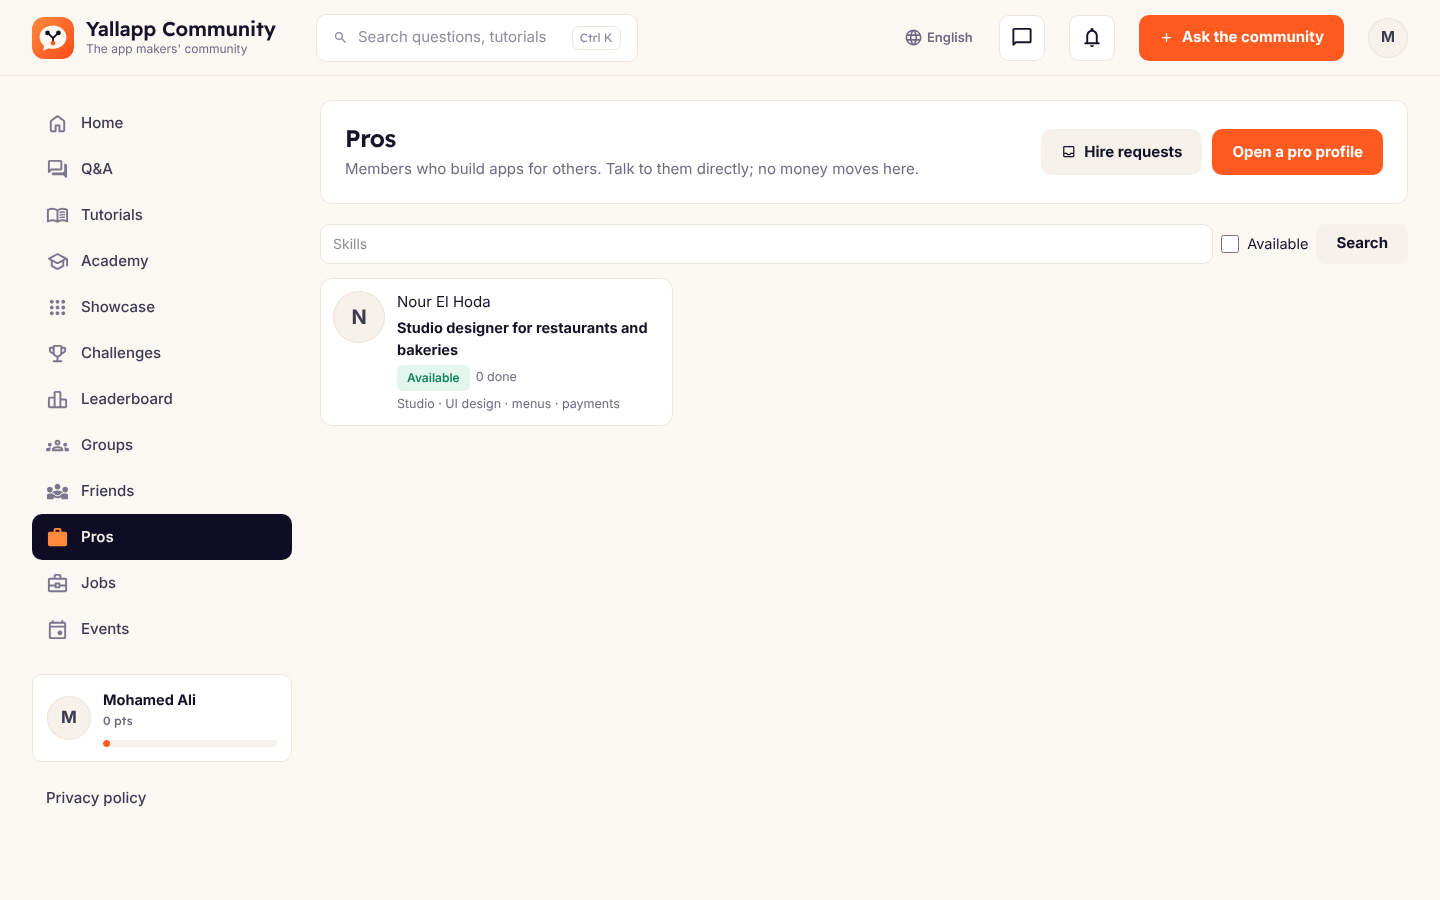 Yallapp Community
The app makers' community
Search questions, tutorials
Ctrl K
English
+ Ask the community
M
Home
Q&A
Tutorials
Academy
Showcase
Challenges
Leaderboard
Groups
Friends
Pros
Jobs
Events
M
Mohamed Ali
0 pts
Privacy policy
Pros
Members who build apps for others. Talk to them directly; no money moves here.
Hire requests
Open a pro profile
Skills
Available
Search
N
Nour El Hoda
Studio designer for restaurants and
bakeries
Available 0 done
Studio · UI design · menus · payments